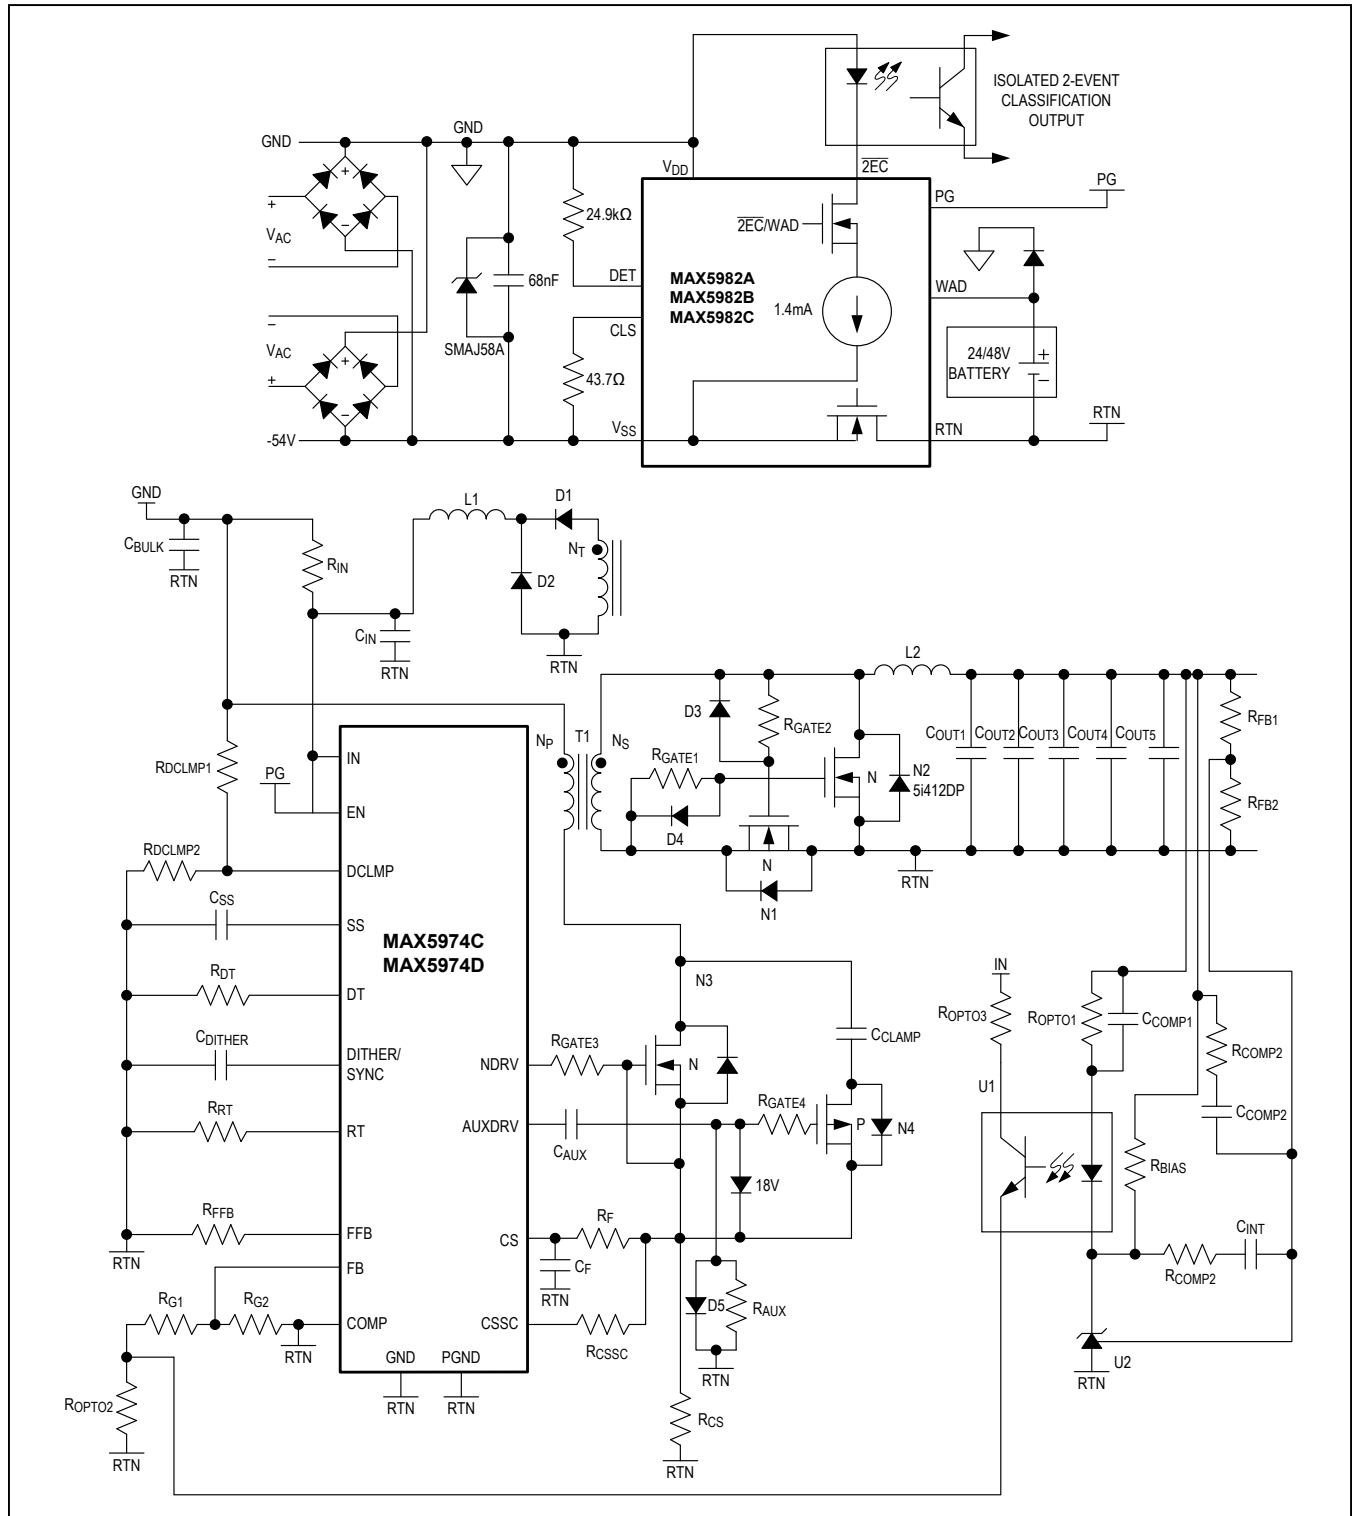 ISOLATED 2-EVENT
CLASSIFICATION
OUTPUT
GND
GND
VDD
2EC
PG
PG
+
VAC
−
24.9kΩ
2EC/WAD
68nF
DET
MAX5982A
MAX5982B
MAX5982C
1.4mA
WAD
−
VAC
+
SMAJ58A
CLS
43.7Ω
24/48V
BATTERY
+
−
-54V
VSS
RTN
RTN
GND
L1
D1
CBULK
RTN
RIN
NT
D2
CIN
RTN
RTN
L2
D3
RGATE2
COUT1
COUT2
COUT3
COUT4
COUT5
RFB1
NP
T1
NS
RDCLMP1
PG
IN
RGATE1
N
N2
5i412DP
RFB2
EN
D4
RDCLMP2
DCLMP
N
N1
RTN
CSS
SS
MAX5974C
MAX5974D
RDT
DT
N3
IN
ROPTO3
ROPTO1
CCOMP1
CDITHER
DITHER/
SYNC
NDRV
RGATE3
N
CCLAMP
RCOMP2
U1
RRT
RT
AUXDRV
CAUX
RGATE4
P
N4
CCOMP2
RBIAS
18V
RFFB
FFB
RTN
CS
RF
CF
RTN
CINT
RCOMP2
FB
RG1
RG2
COMP
RTN
CSSC
RCSSC
D5
RAUX
RTN
U2
RTN
GND
PGND
RTN
RTN
ROPTO2
RTN
RCS
RTN